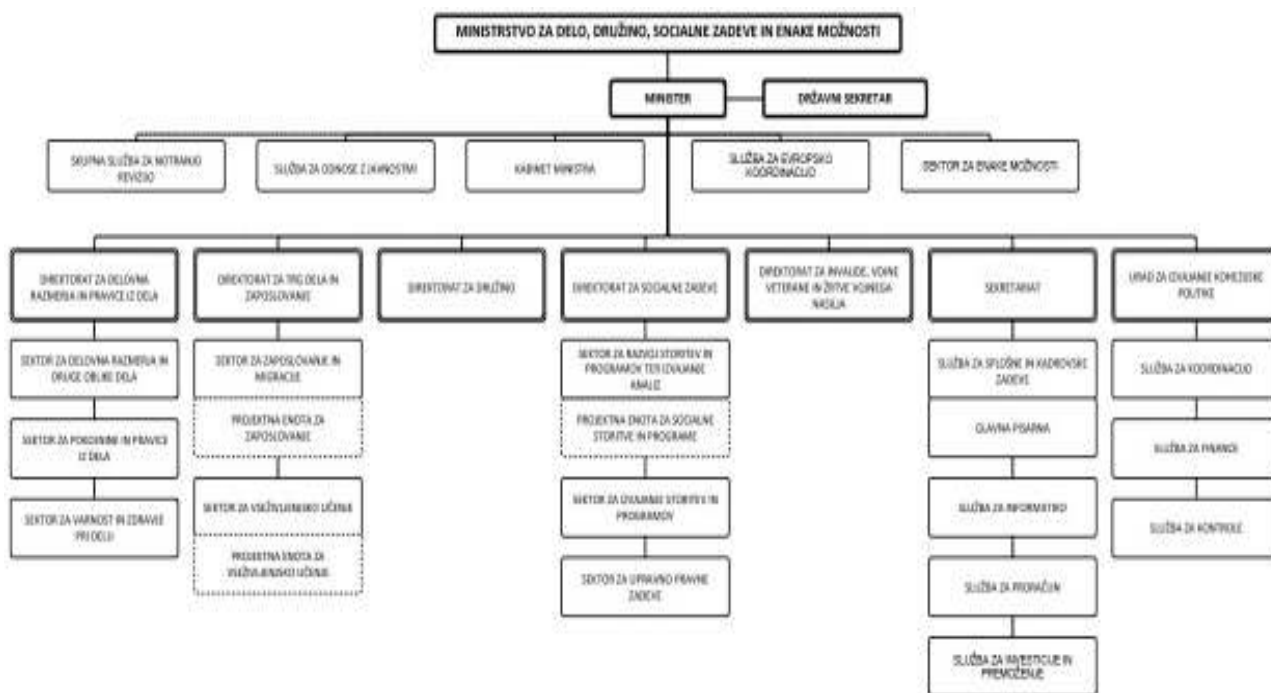 MINISTRSTVO ZA DELO, DRUŽINO, SOCIALNE ZADEVE IN ENAKE MOŽNOSTI
MINISTER
DRŽAVNI SEKRETAR
SKUPNA SLUŽBA ZA NOTRANJO
REVIZIJO
SLUŽBA ZA ODNOSE Z JAVNOSTMI
KABINET MINISTRA
SLUŽBA ZA EVROPSKO
KOORDINACIJO
SEKTOR ZA ENAKE MOŽNOSTI
DIREKTORAT ZA DELOVNA
RAZMERJA IN PRAVICE IZ DELA
DIREKTORAT ZA TRG DELA IN
ZAPOSLOVANJE
DIREKTORAT ZA DRUŽINO
DIREKTORAT ZA SOCIALNE ZADEVE
DIREKTORAT ZA INVALIDE, VOJNE
VETERANE IN ŽRTVE VOJNEGA
NASILJA
SEKRETARIAT
URAD ZA IZVAJANJE KOHEZIJSKE
POLITIKE
SEKTOR ZA DELOVNA RAZMERJA IN
DRUGE OBLIKE DELA
SEKTOR ZA POKOJNINE IN PRAVICE
IZ DELA
SEKTOR ZA VARNOST IN ZDRAVJE
PRI DELU
SEKTOR ZA ZAPOSLOVANJE IN
MIGRACIJE
PROJEKTNA ENOTA ZA
ZAPOSLOVANJE
SEKTOR ZA VSEŽIVLJENJSKO UČENJE
PROJEKTNA ENOTA ZA
VSEŽIVLJENJSKO UČENJE
SEKTOR ZA RAZVOJ STORITEV IN
PROGRAMOV TER IZVAJANJE
ANALIZ
PROJEKTNA ENOTA ZA SOCIALNE
STORITVE IN PROGRAME
SEKTOR ZA IZVAJANJE STORITEV IN
PROGRAMOV
SEKTOR ZA UPRAVNO PRAVNE
ZADEVE
SLUŽBA ZA SPLOŠNE IN KADROVSKE
ZADEVE
GLAVNA PISARNA
SLUŽBA ZA INFORMATIKO
SLUŽBA ZA PRORAČUN
SLUŽBA ZA INVESTICIJE IN
PREMOŽENJE
SLUŽBA ZA KOORDINACIJO
SLUŽBA ZA FINANCE
SLUŽBA ZA KONTROLE